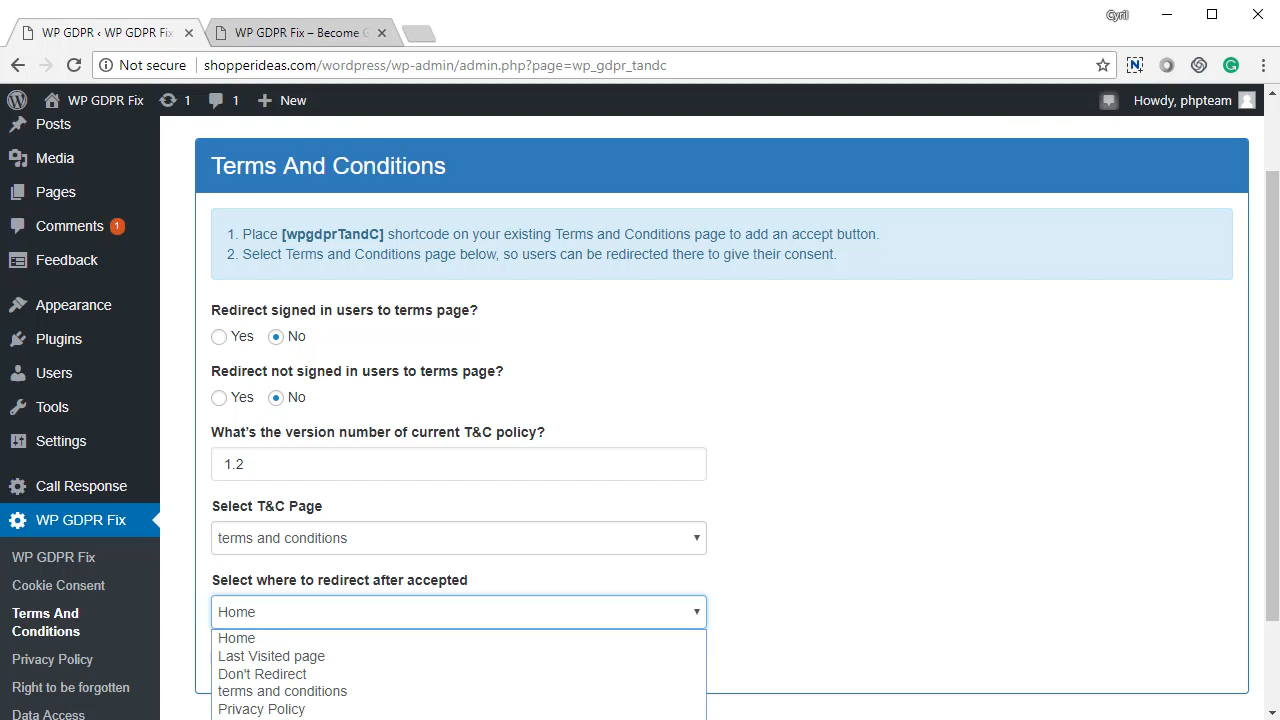 Cyril
WP GDPR ‹ WP GDPR Fix
WP GDPR Fix – Become G
Not secure
shopperideas.com/wordpress/wp-admin/admin.php?page=wp_gdpr_tandc
WP GDPR Fix
1
1
New
Howdy, phpteam
Posts
Media
Pages
Comments 1
Feedback
Appearance
Plugins
Users
Tools
Settings
Call Response
WP GDPR Fix
WP GDPR Fix
Cookie Consent
Terms And
Conditions
Privacy Policy
Right to be forgotten
Data Access
Terms And Conditions
1. Place [wpgdprTandC] shortcode on your existing Terms and Conditions page to add an accept button.
2. Select Terms and Conditions page below, so users can be redirected there to give their consent.
Redirect signed in users to terms page?
Yes No
Redirect not signed in users to terms page?
Yes No
What's the version number of current T&C policy?
1.2
Select T&C Page
terms and conditions
Select where to redirect after accepted
Home
Home
Last Visited page
Don't Redirect
terms and conditions
Privacy Policy